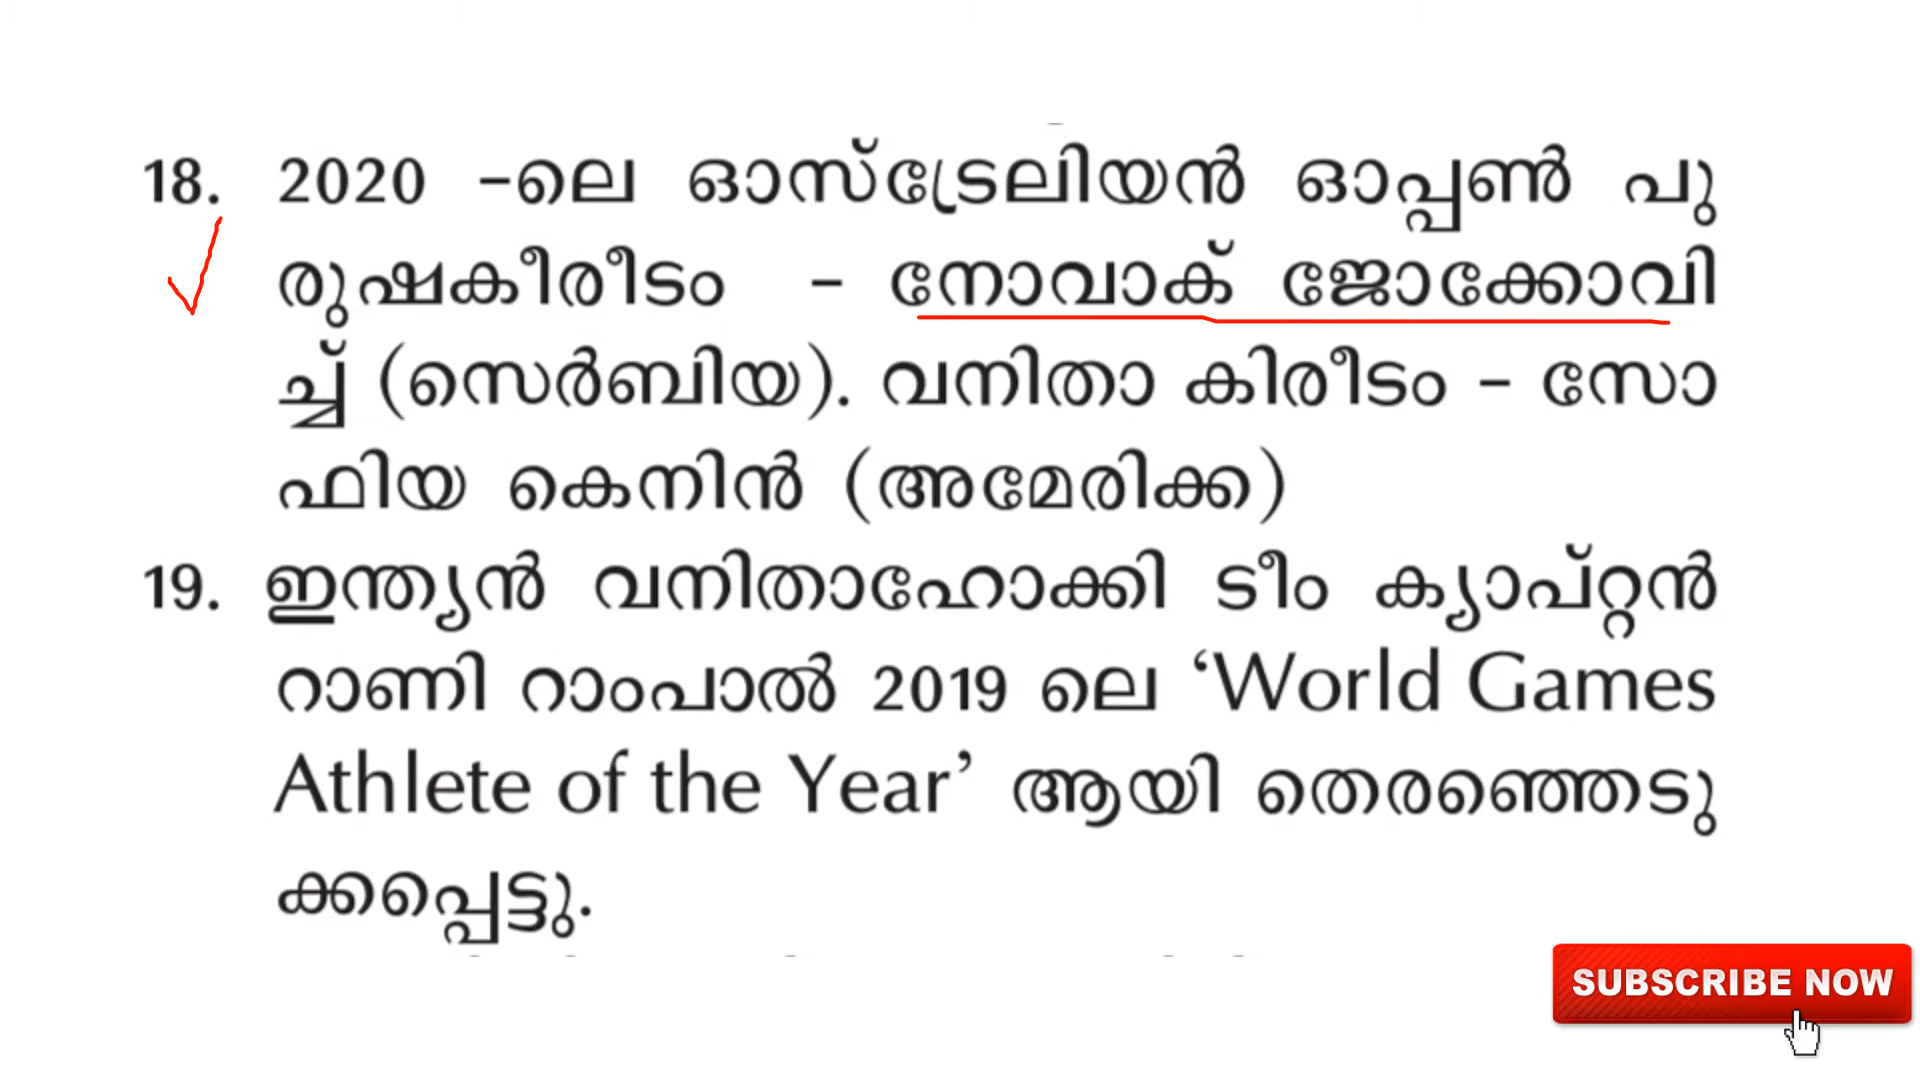 18. 2020 -ലെ ഓസ്ട്രേലിയൻ ഓപ്പൺ പു
രുഷകീരീടം - നോവാക് ജോക്കോവി
ച്ച് (സെർബിയ). വനിതാ കിരീടം - സോ
ഫിയ കെനിൻ (അമേരിക്ക)
19. ഇന്ത്യൻ വനിതാഹോക്കി ടീം ക്യാപ്റ്റൻ
റാണി റാംപാൽ 2019 ലെ ‘World Games
Athlete of the Year’ ആയി തെരഞ്ഞെടു
ക്കപ്പെട്ടു.
SUBSCRIBE NOW